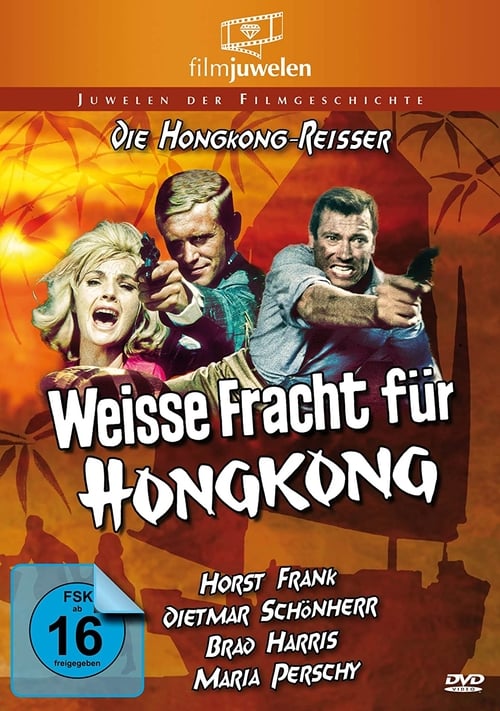 filmjuwelen
Juwelen der Filmgeschichte
Die Hongkong-Reisser
Weisse Fracht für
Hongkong
Horst Frank
Dietmar Schönherr
Brad Harris
Maria Perschy
FSK
ab
16
freigegeben
DVD
VIDEO